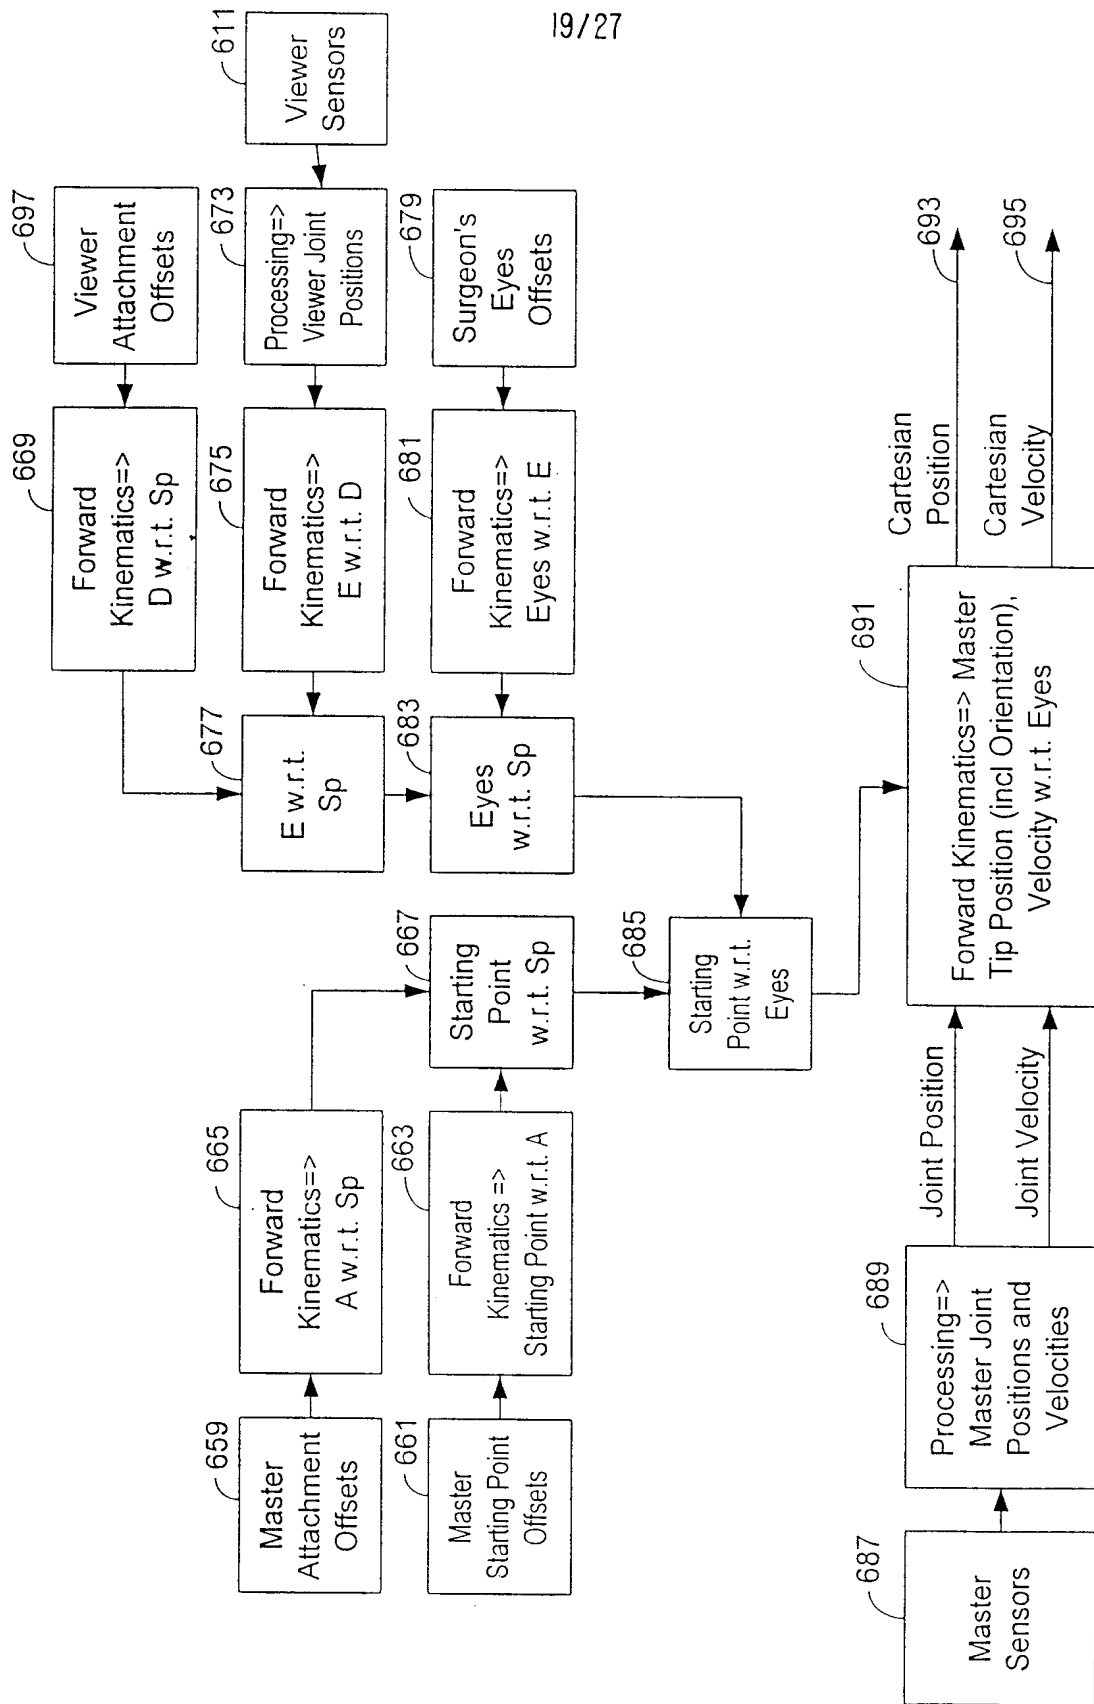 19/27
611
Viewer
Sensors
697
Viewer
Attachment
Offsets
673
Processing=>
Viewer Joint
Positions
679
Surgeon's
Eyes
Offsets
669
Forward
Kinematics=>
D w.r.t. Sp
675
Forward
Kinematics=>
E w.r.t. D
681
Forward
Kinematics=>
Eyes w.r.t. E
677
E w.r.t.
Sp
683
Eyes
w.r.t. Sp
659
Master
Attachment
Offsets
661
Master
Starting Point
Offsets
665
Forward
Kinematics=>
A w.r.t. Sp
663
Forward
Kinematics =>
Starting Point w.r.t. A
667
Starting
Point
w.r.t. Sp
685
Starting
Point w.r.t.
Eyes
687
Master
Sensors
689
Processing=>
Master Joint
Positions and
Velocities
Joint Position
Joint Velocity
691
Forward Kinematics=> Master
Tip Position (incl Orientation),
Velocity w.r.t. Eyes
Cartesian
Position
693
Cartesian
Velocity
695